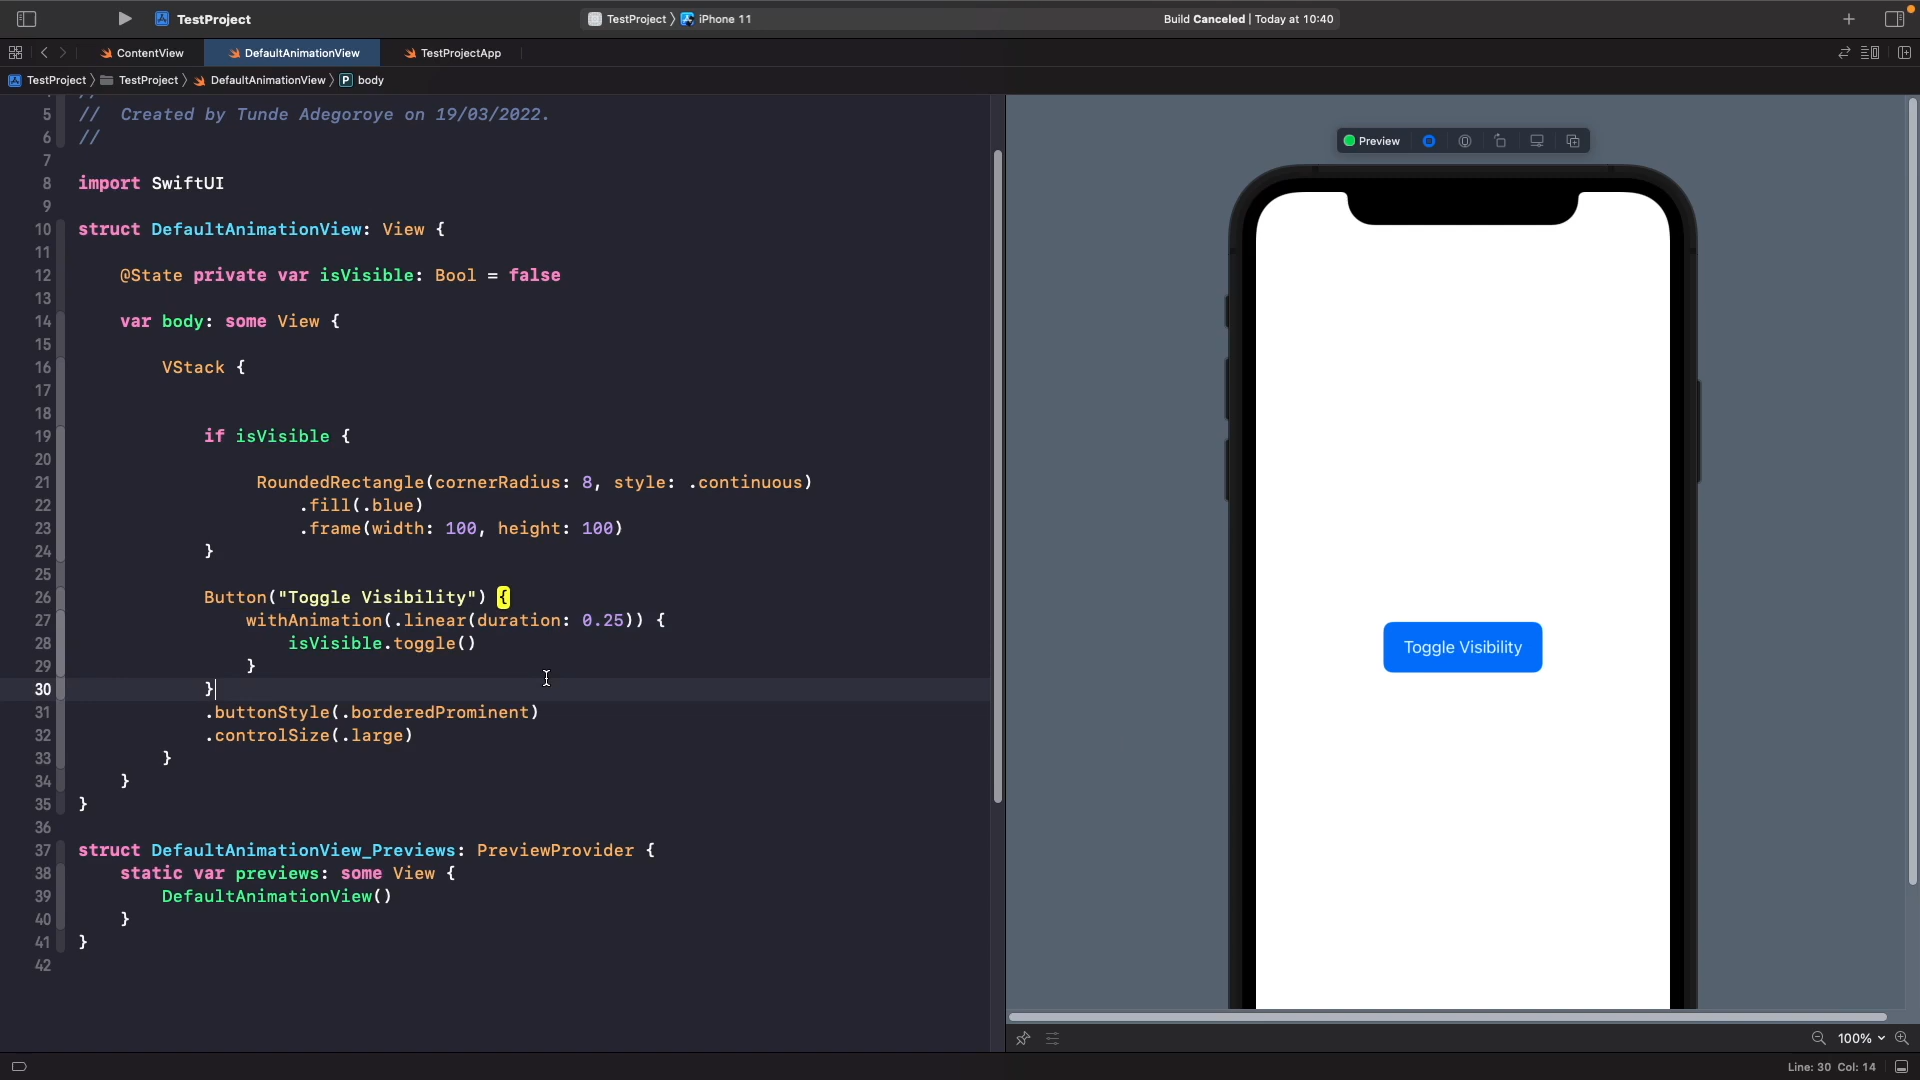 TestProject
TestProject 〉 iPhone 11
Build Canceled | Today at 10:40
ContentView
DefaultAnimationView
TestProjectApp
TestProject 〉 TestProject 〉 DefaultAnimationView 〉 P body
5 //  Created by Tunde Adegoroye on 19/03/2022.
6 //
7
8 import SwiftUI
9
10 struct DefaultAnimationView: View {
11
12     @State private var isVisible: Bool = false
13
14     var body: some View {
15
16         VStack {
17
18
19             if isVisible {
20
21                  RoundedRectangle(cornerRadius: 8, style: .continuous)
22                      .fill(.blue)
23                      .frame(width: 100, height: 100)
24             }
25
26             Button("Toggle Visibility") {
27                 withAnimation(.linear(duration: 0.25)) {
28                     isVisible.toggle()
29                 }
30             }
31             .buttonStyle(.borderedProminent)
32             .controlSize(.large)
33         }
34     }
35 }
36
37 struct DefaultAnimationView_Previews: PreviewProvider {
38     static var previews: some View {
39         DefaultAnimationView()
40     }
41 }
42
Preview
Toggle Visibility
100%
Line: 30 Col: 14